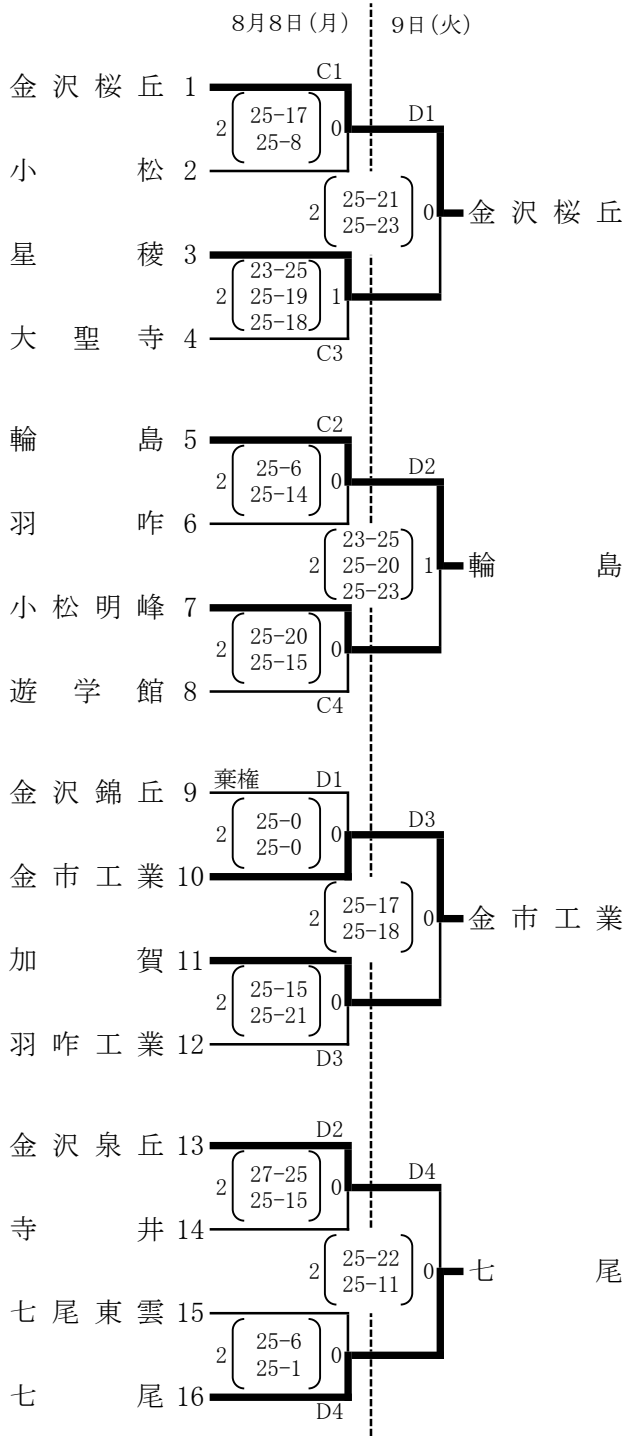 8月8日(月) 9日(火)
C1
金沢桜丘 1
D1
2 25-17 0
25-8
小松 2
2 25-21 0 金沢桜丘
25-23
星稜 3
23-25
2 25-19 1
25-18
大聖寺 4
C3
C2
輪島 5
D2
2 25-6 0
25-14
羽咋 6
23-25
2 25-20 1 輪島
25-23
小松明峰 7
2 25-20 0
25-15
遊学館 8
C4
棄権 D1
金沢錦丘 9
D3
2 25-0 0
25-0
金市工業 10
2 25-17 0 金市工業
25-18
加賀 11
2 25-15 0
25-21
羽咋工業 12
D3
D2
金沢泉丘 13
D4
2 27-25 0
25-15
寺井 14
2 25-22 0 七尾
25-11
七尾東雲 15
2 25-6 0
25-1
七尾 16
D4